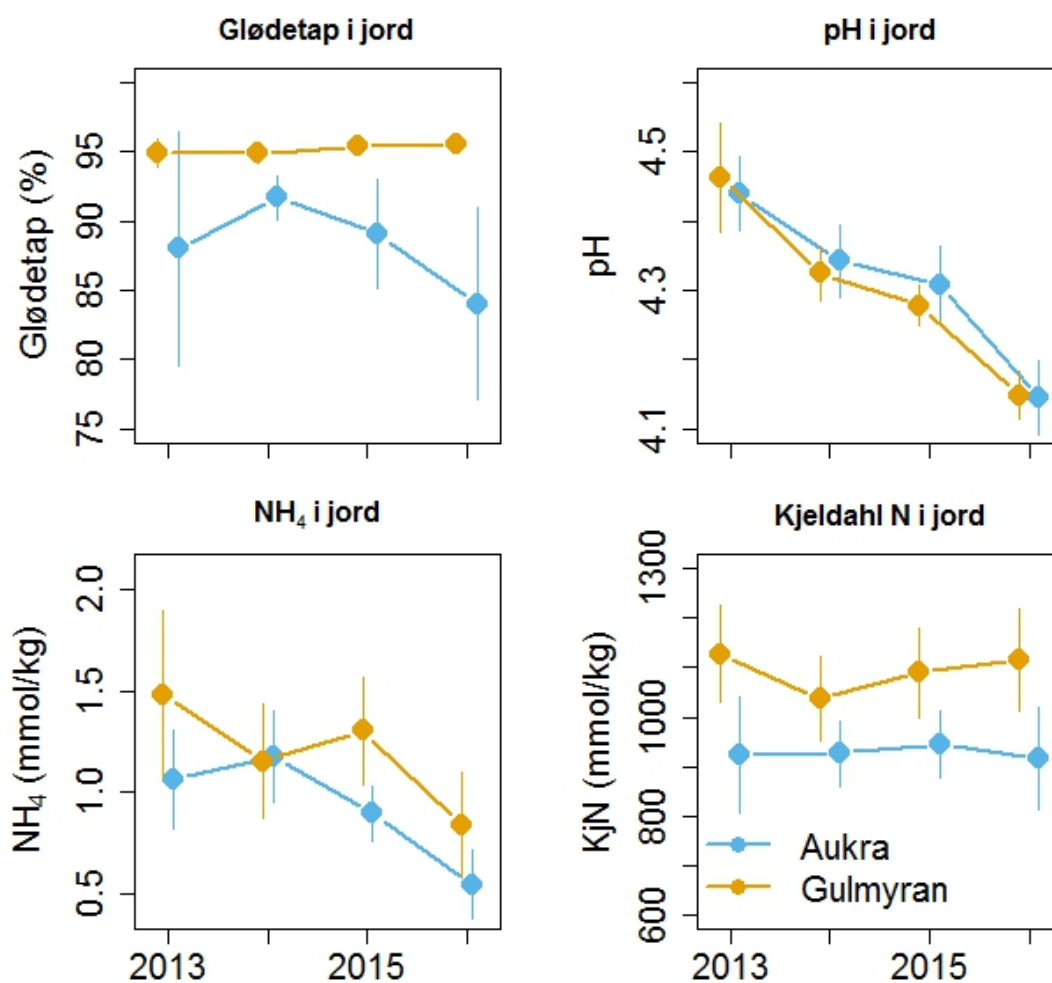 Glødetap i jord
Glødetap (%)
95
90
85
80
75
pH i jord
pH
4.5
4.3
4.1
NH₄ i jord
NH₄ (mmol/kg)
2.0
1.5
1.0
0.5
2013 2015
Kjeldahl N i jord
KjN (mmol/kg)
1300
1000
800
600
Aukra
Gulmyran
2013 2015